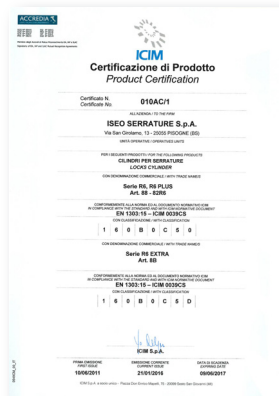 ACCREDIA
ICIM
Certificazione di Prodotto
Product Certification
Certificato N.
Certificate No.
010AC/1
ALL'AZIENDA / TO THE FIRM
ISEO SERRATURE S.p.A.
Via San Girolamo, 13 - 25055 PISOGNE (BS)
UNITÀ OPERATIVE / OPERATIVES UNITS
PER I SEGUENTI PRODOTTI / FOR THE FOLLOWING PRODUCTS
CILINDRI PER SERRATURE
LOCKS CYLINDER
CON DENOMINAZIONE COMMERCIALE / WITH TRADE NAMES
Serie R6, R6 PLUS
Art. 88 - 82R6
CONFORMEMENTE ALLA NORMA ED AL DOCUMENTO NORMATIVO ICIM
IN COMPLIANCE WITH THE STANDARD AND WITH ICIM NORMATIVE DOCUMENT
EN 1303:15 – ICIM 0039CS
CON CLASSIFICAZIONE / WITH CLASSIFICATION
1 6 0 B 0 C 5 0
CON DENOMINAZIONE COMMERCIALE / WITH TRADE NAMES
Serie R6 EXTRA
Art. 8B
CONFORMEMENTE ALLA NORMA ED AL DOCUMENTO NORMATIVO ICIM
IN COMPLIANCE WITH THE STANDARD AND WITH ICIM NORMATIVE DOCUMENT
EN 1303:15 – ICIM 0039CS
CON CLASSIFICAZIONE / WITH CLASSIFICATION
1 6 0 B 0 C 5 D
ICIM S.p.A.
PRIMA EMISSIONE
FIRST ISSUE
10/06/2011
EMISSIONE CORRENTE
CURRENT ISSUE
21/01/2016
DATA DI SCADENZA
EXPIRING DATE
09/06/2017